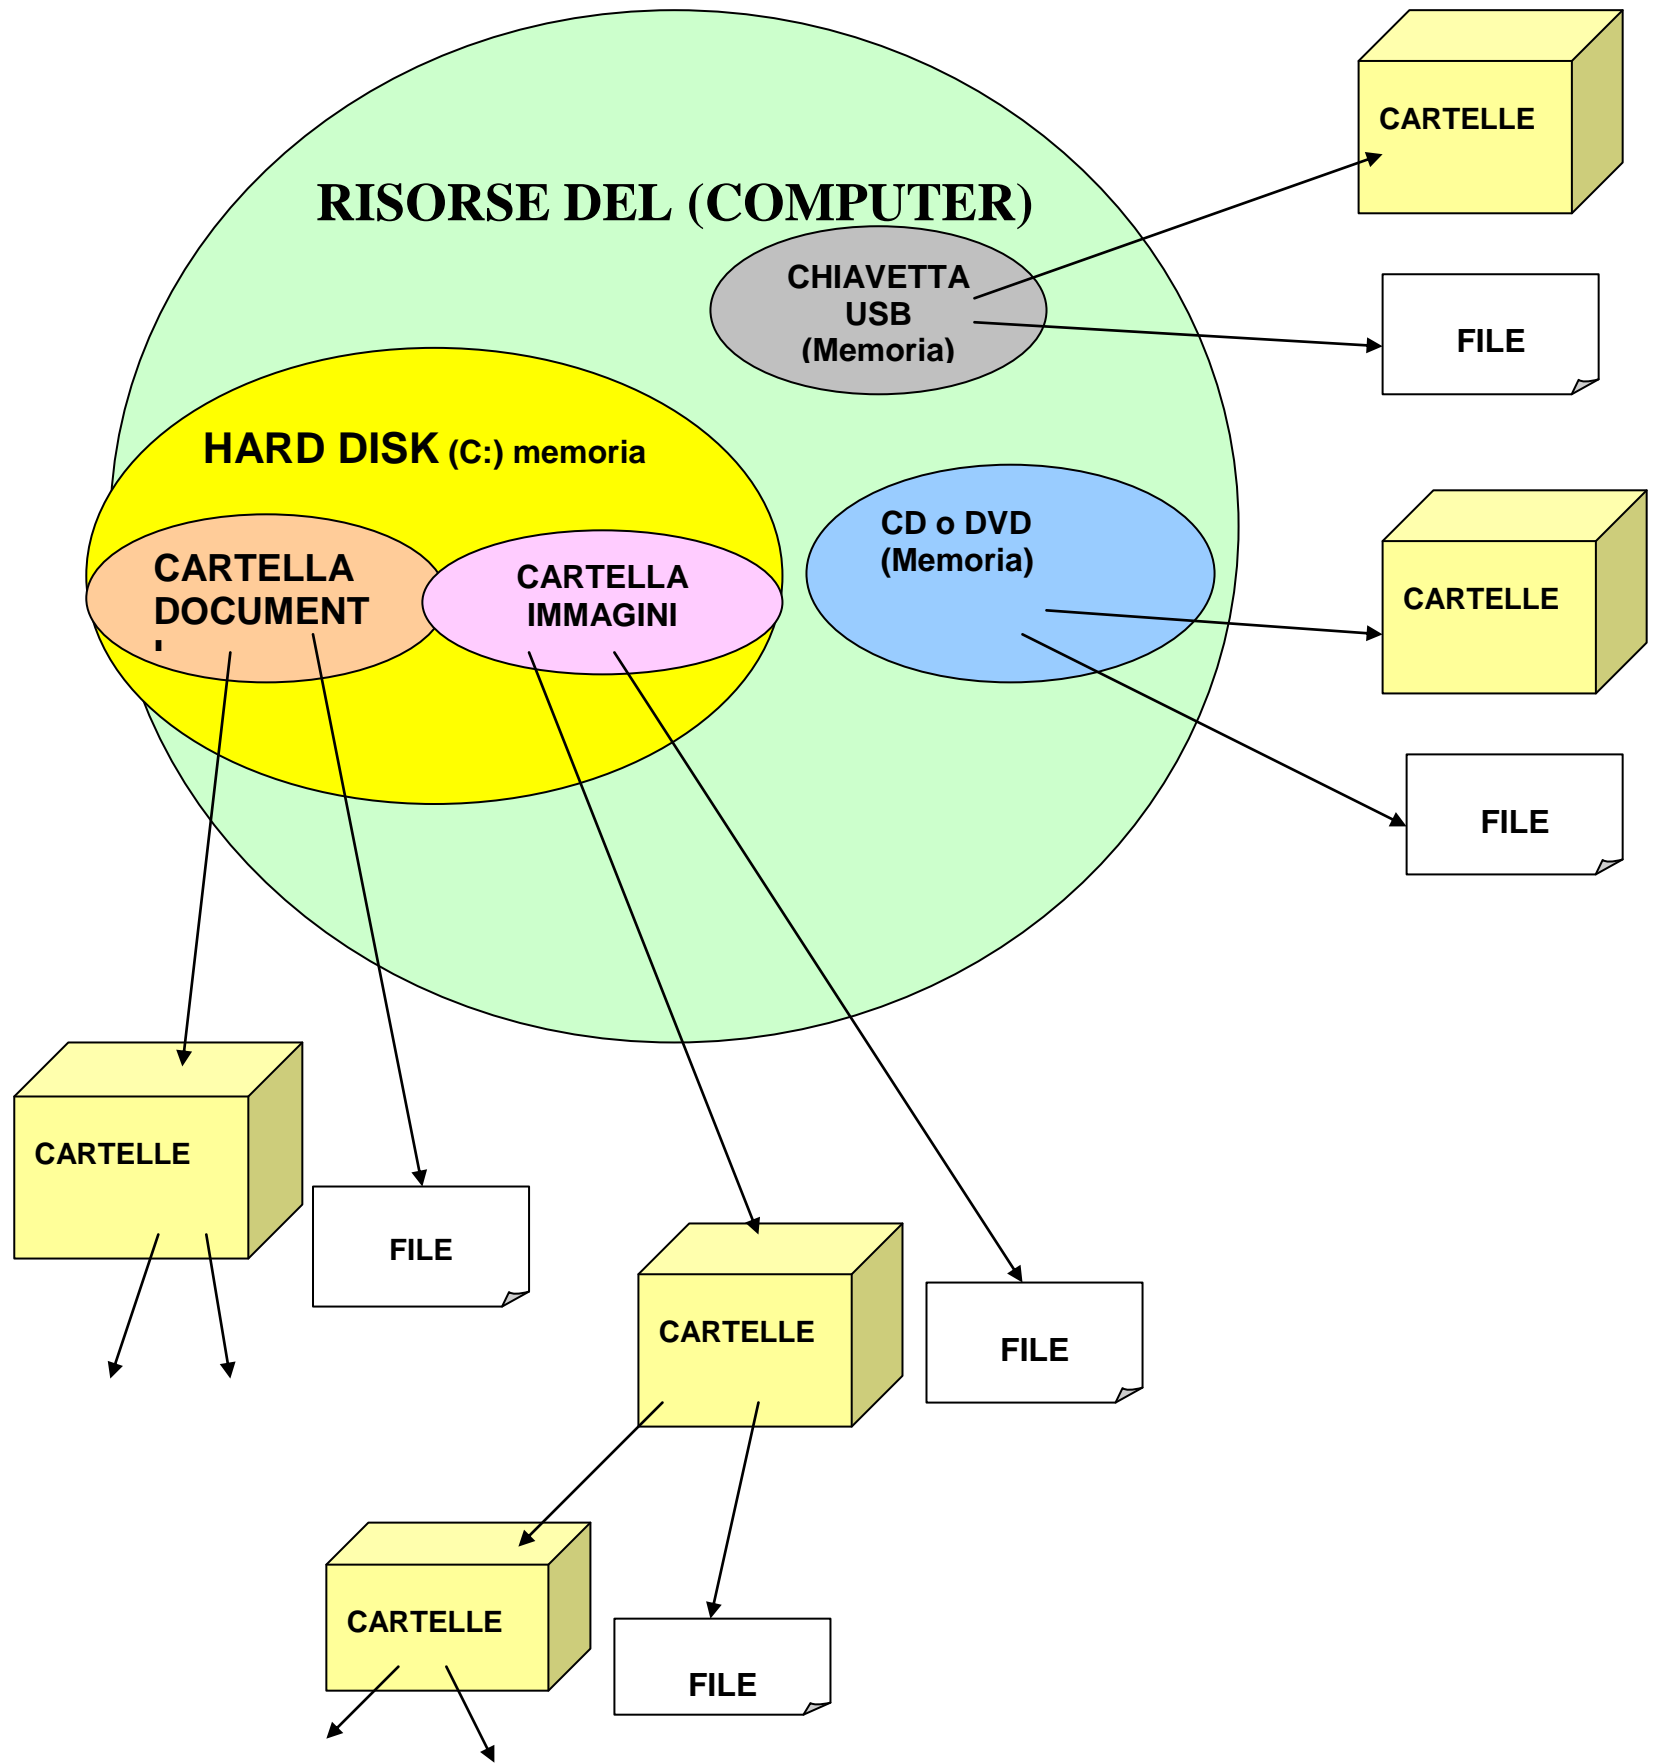 CARTELLE
RISORSE DEL (COMPUTER)
CHIAVETTA
USB
(Memoria)
FILE
HARD DISK (C:) memoria
CD o DVD
(Memoria)
CARTELLA
DOCUMENT
I
CARTELLA
IMMAGINI
CARTELLE
FILE
CARTELLE
FILE
CARTELLE
FILE
CARTELLE
FILE